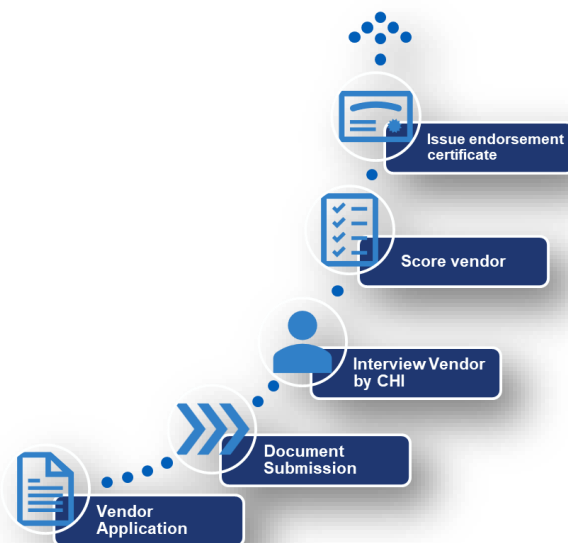 Issue endorsement
certificate
Score vendor
Interview Vendor
by CHI
Document
Submission
Vendor
Application